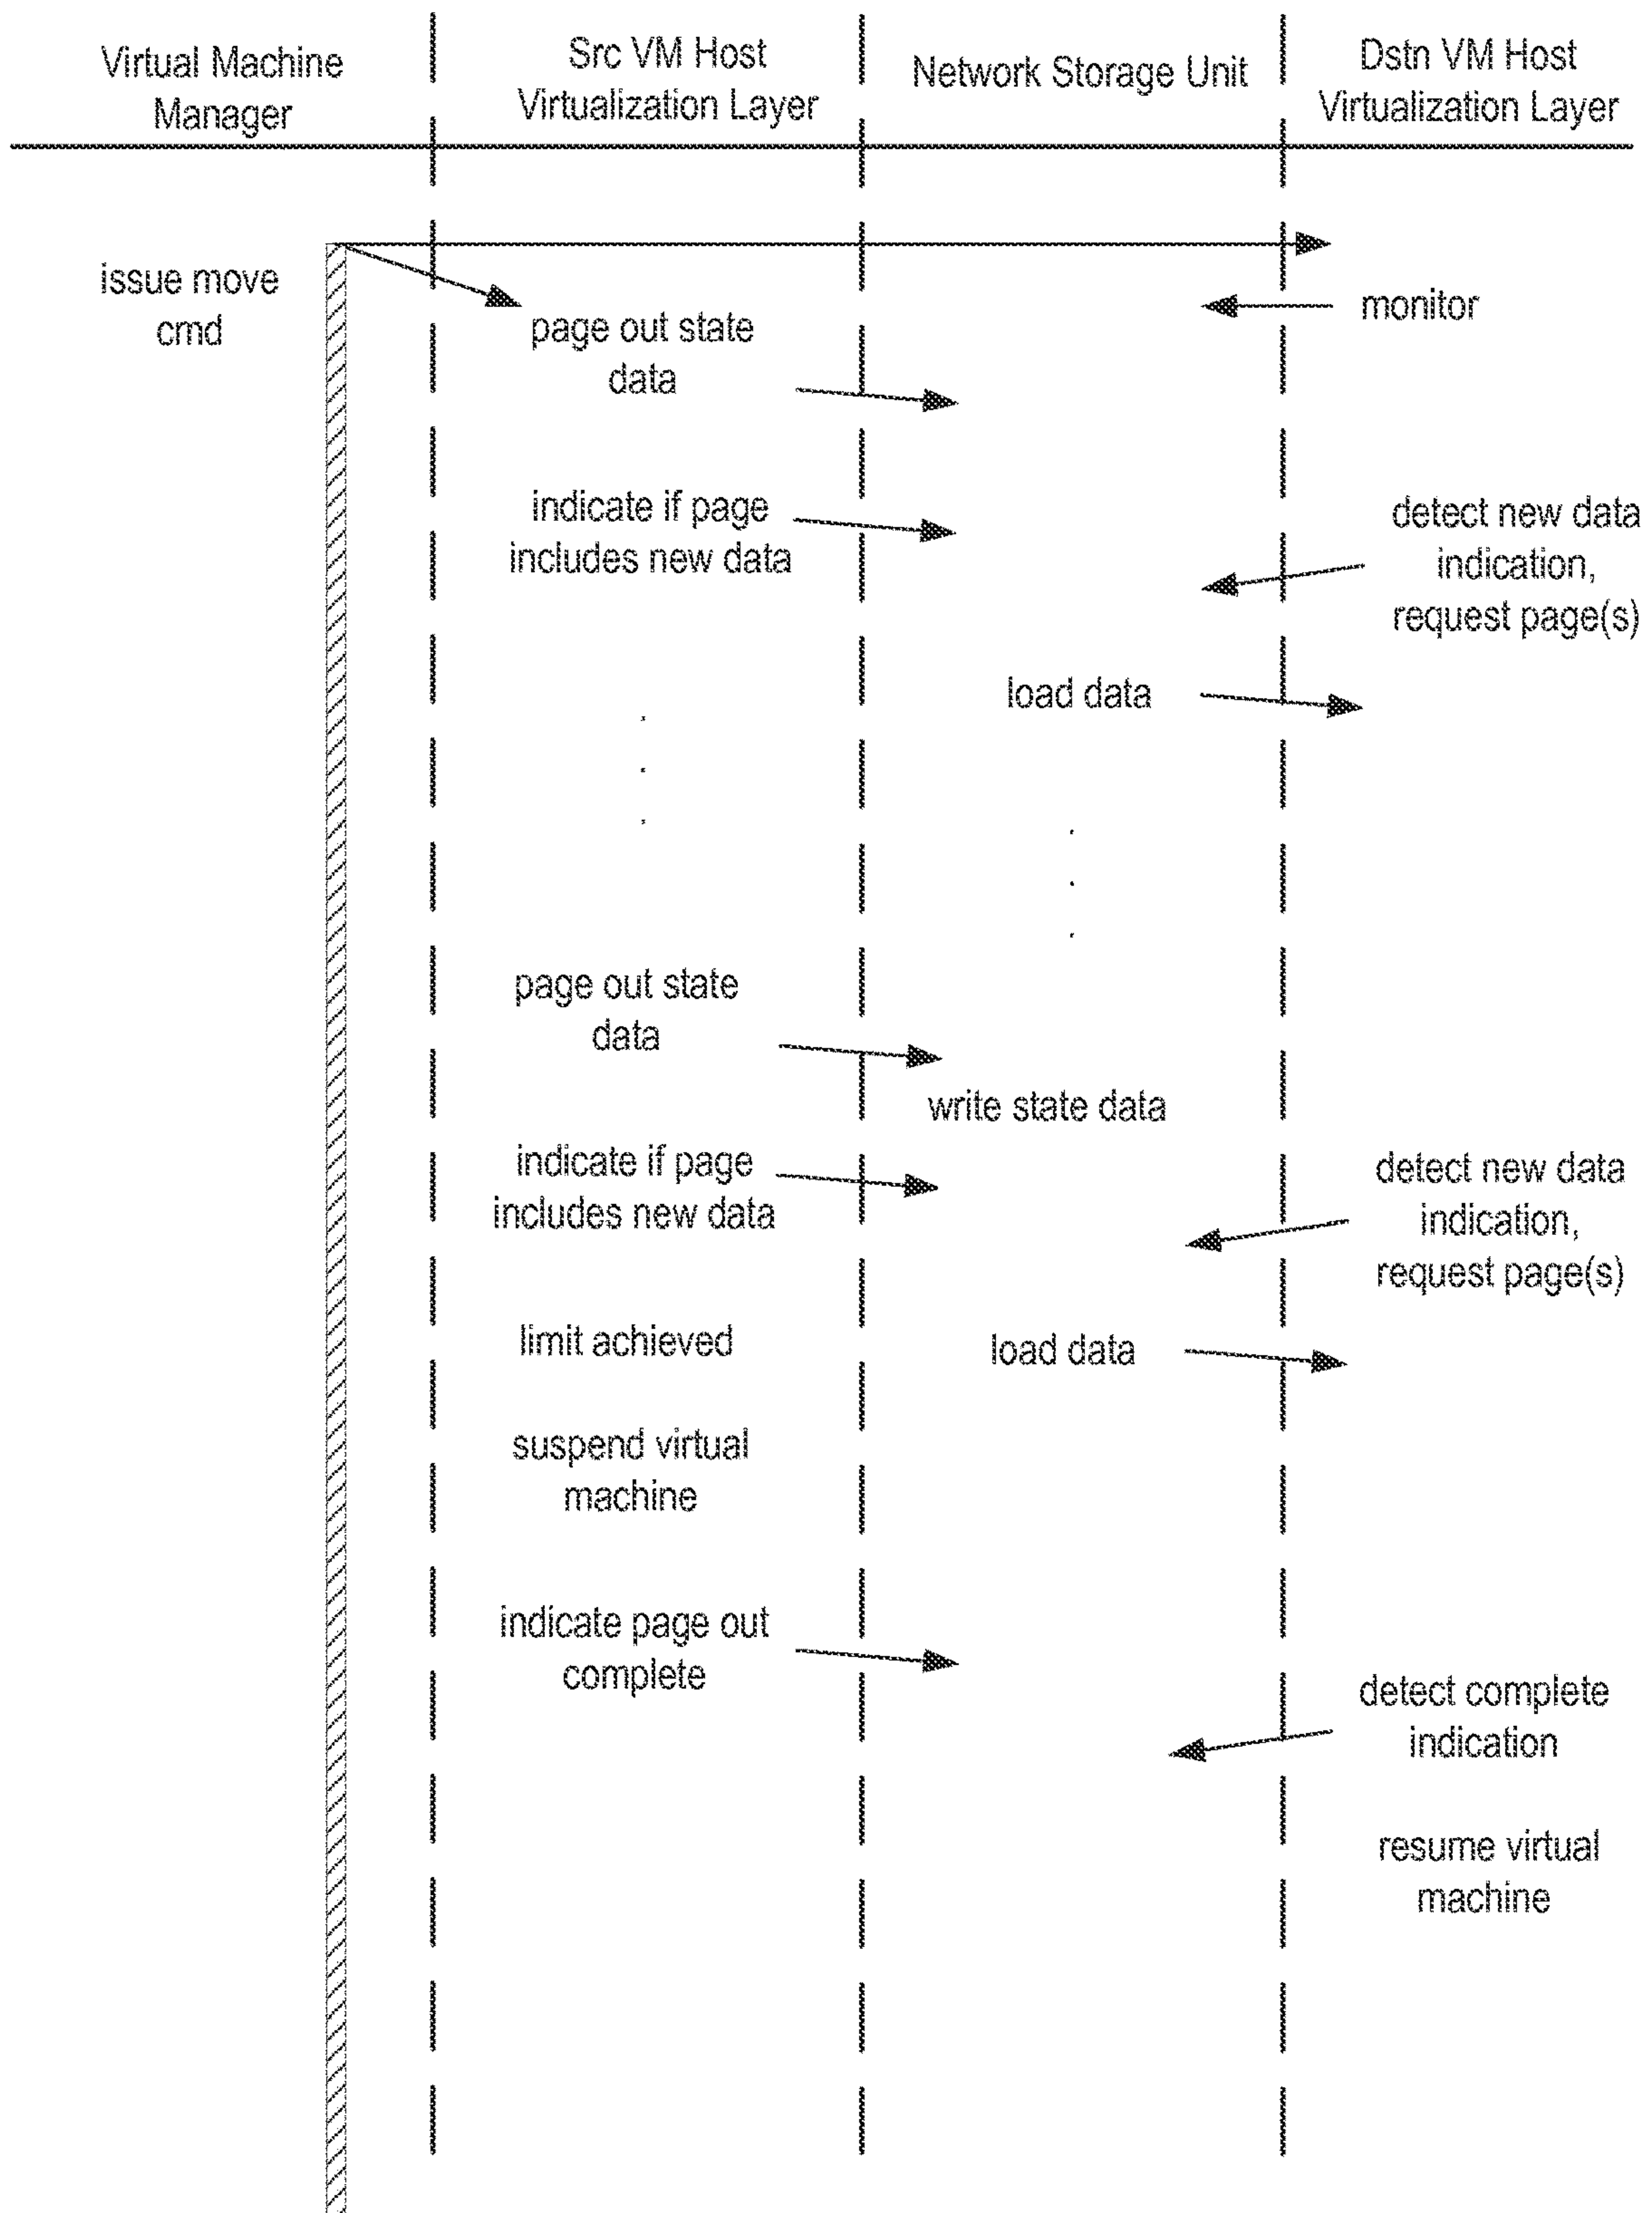 Virtual Machine
Manager
Src VM Host
Virtualization Layer
Network Storage Unit
Dstn VM Host
Virtualization Layer
issue move
cmd
monitor
page out state
data
indicate if page
includes new data
detect new data
indication,
request page(s)
load data
page out state
data
write state data
indicate if page
includes new data
detect new data
indication,
request page(s)
limit achieved
load data
suspend virtual
machine
indicate page out
complete
detect complete
indication
resume virtual
machine